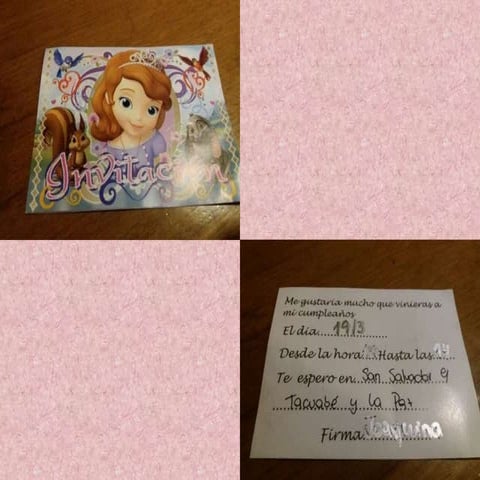 Invitación
Me gustaría mucho que vinieras a
mi cumpleaños
El día 19/3
Desde la hora Hasta las
Te espero en San Salvador e/
Tacuabé y la Paz
Firma Joaquina